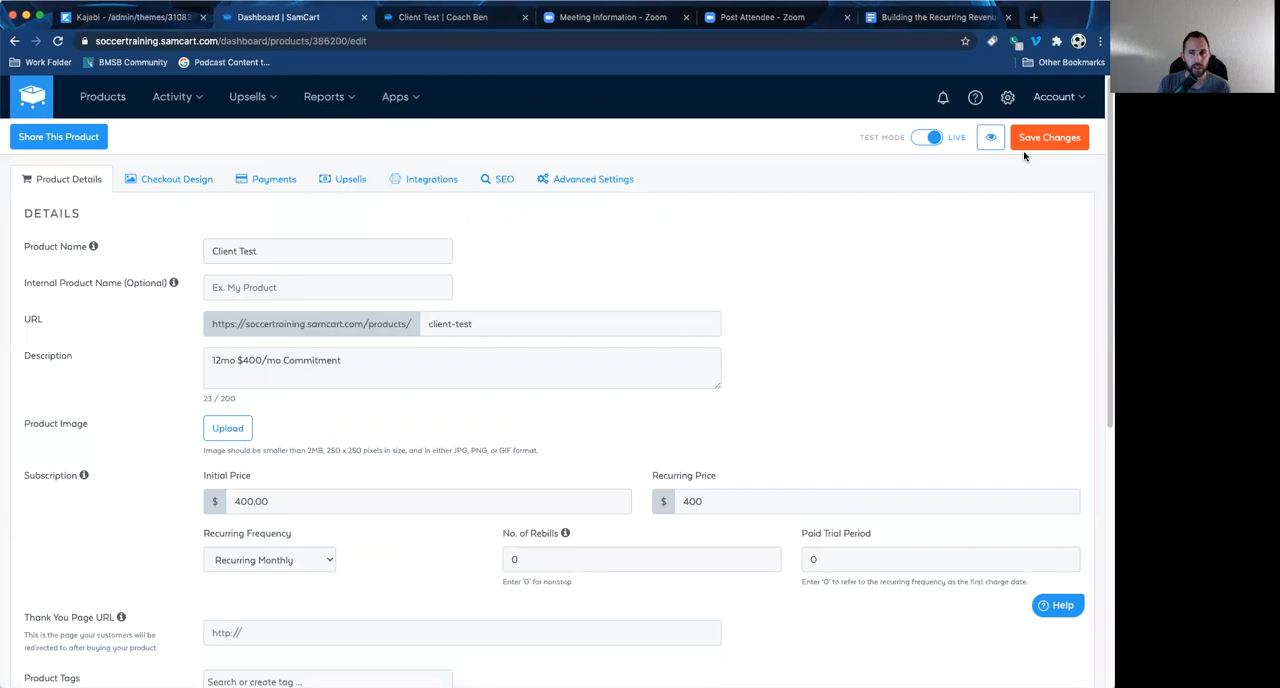 Kajabi - /admin/themes/31083
Dashboard | SamCart
Client Test | Coach Ben
Meeting Information - Zoom
Post Attendee - Zoom
Building the Recurring Revenu
soccertraining.samcart.com/dashboard/products/386200/edit
Work Folder
BMSB Community
Podcast Content t...
Other Bookmarks
Products
Activity
Upsells
Reports
Apps
Account
Share This Product
TEST MODE
LIVE
Save Changes
Product Details
Checkout Design
Payments
Upsells
Integrations
SEO
Advanced Settings
DETAILS
Product Name
Client Test
Internal Product Name (Optional)
Ex. My Product
URL
https://soccertraining.samcart.com/products/
client-test
Description
12mo $400/mo Commitment
23 / 200
Product Image
Upload
Image should be smaller than 2MB, 250 x 250 pixels in size, and in either JPG, PNG, or GIF format.
Subscription
Initial Price
Recurring Price
$ 400.00
$ 400
Recurring Frequency
No. of Rebills
Paid Trial Period
Recurring Monthly
0
0
Enter '0' for nonstop
Enter '0' to refer to the recurring frequency as the first charge date.
Help
Thank You Page URL
This is the page your customers will be
redirected to after buying your product.
http://
Product Tags
Search or create tag ...